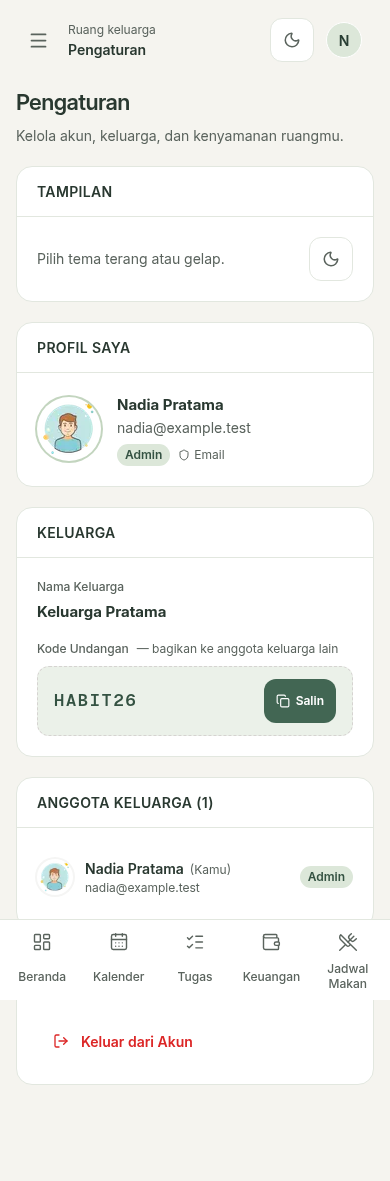 Ruang keluarga
Pengaturan
N
Pengaturan
Kelola akun, keluarga, dan kenyamanan ruangmu.
TAMPILAN
Pilih tema terang atau gelap.
PROFIL SAYA
Nadia Pratama
nadia@example.test
Admin Email
KELUARGA
Nama Keluarga
Keluarga Pratama
Kode Undangan — bagikan ke anggota keluarga lain
HABIT26 Salin
ANGGOTA KELUARGA (1)
Nadia Pratama (Kamu)
nadia@example.test
Admin
Beranda Kalender Tugas Keuangan Jadwal
Makan
Keluar dari Akun